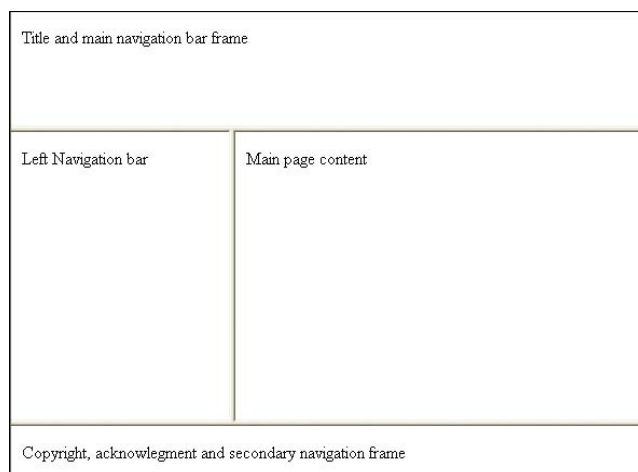 Title and main navigation bar frame
Left Navigation bar
Main page content
Copyright, acknowlegment and secondary navigation frame